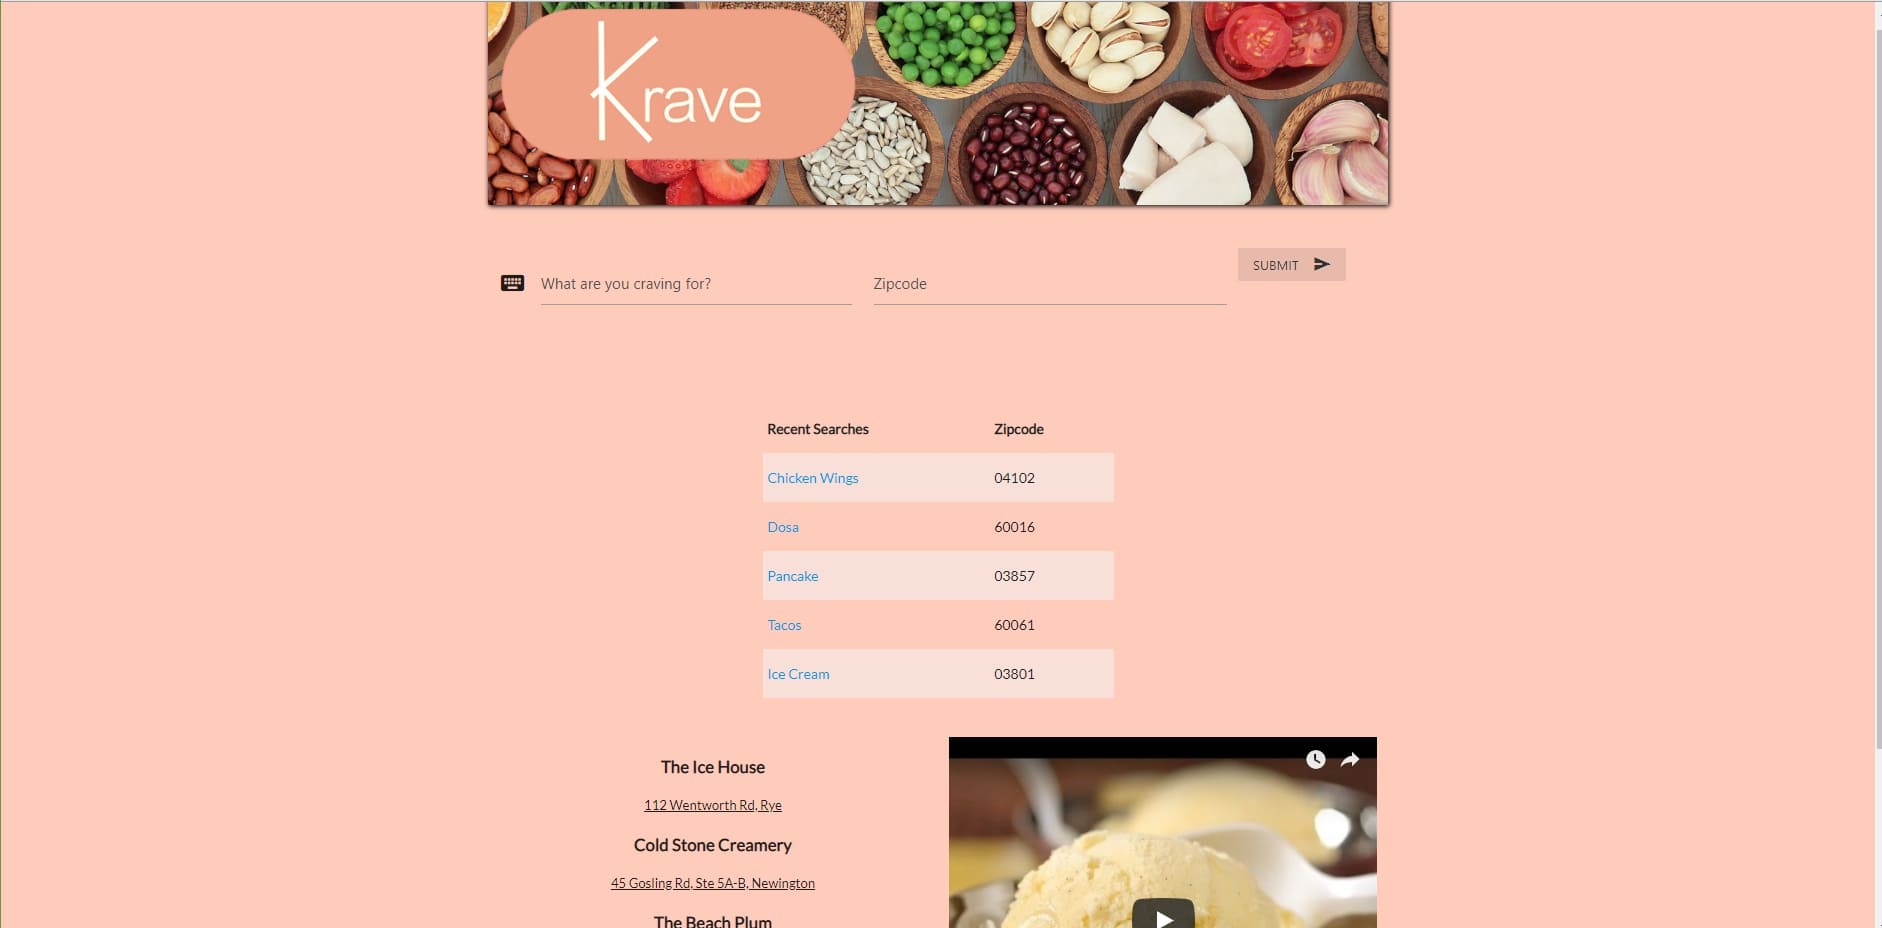 Krave
What are you craving for?
Zipcode
SUBMIT
Recent Searches Zipcode
Chicken Wings 04102
Dosa 60016
Pancake 03857
Tacos 60061
Ice Cream 03801
The Ice House
112 Wentworth Rd, Rye
Cold Stone Creamery
45 Gosling Rd, Ste 5A-B, Newington
The Beach Plum